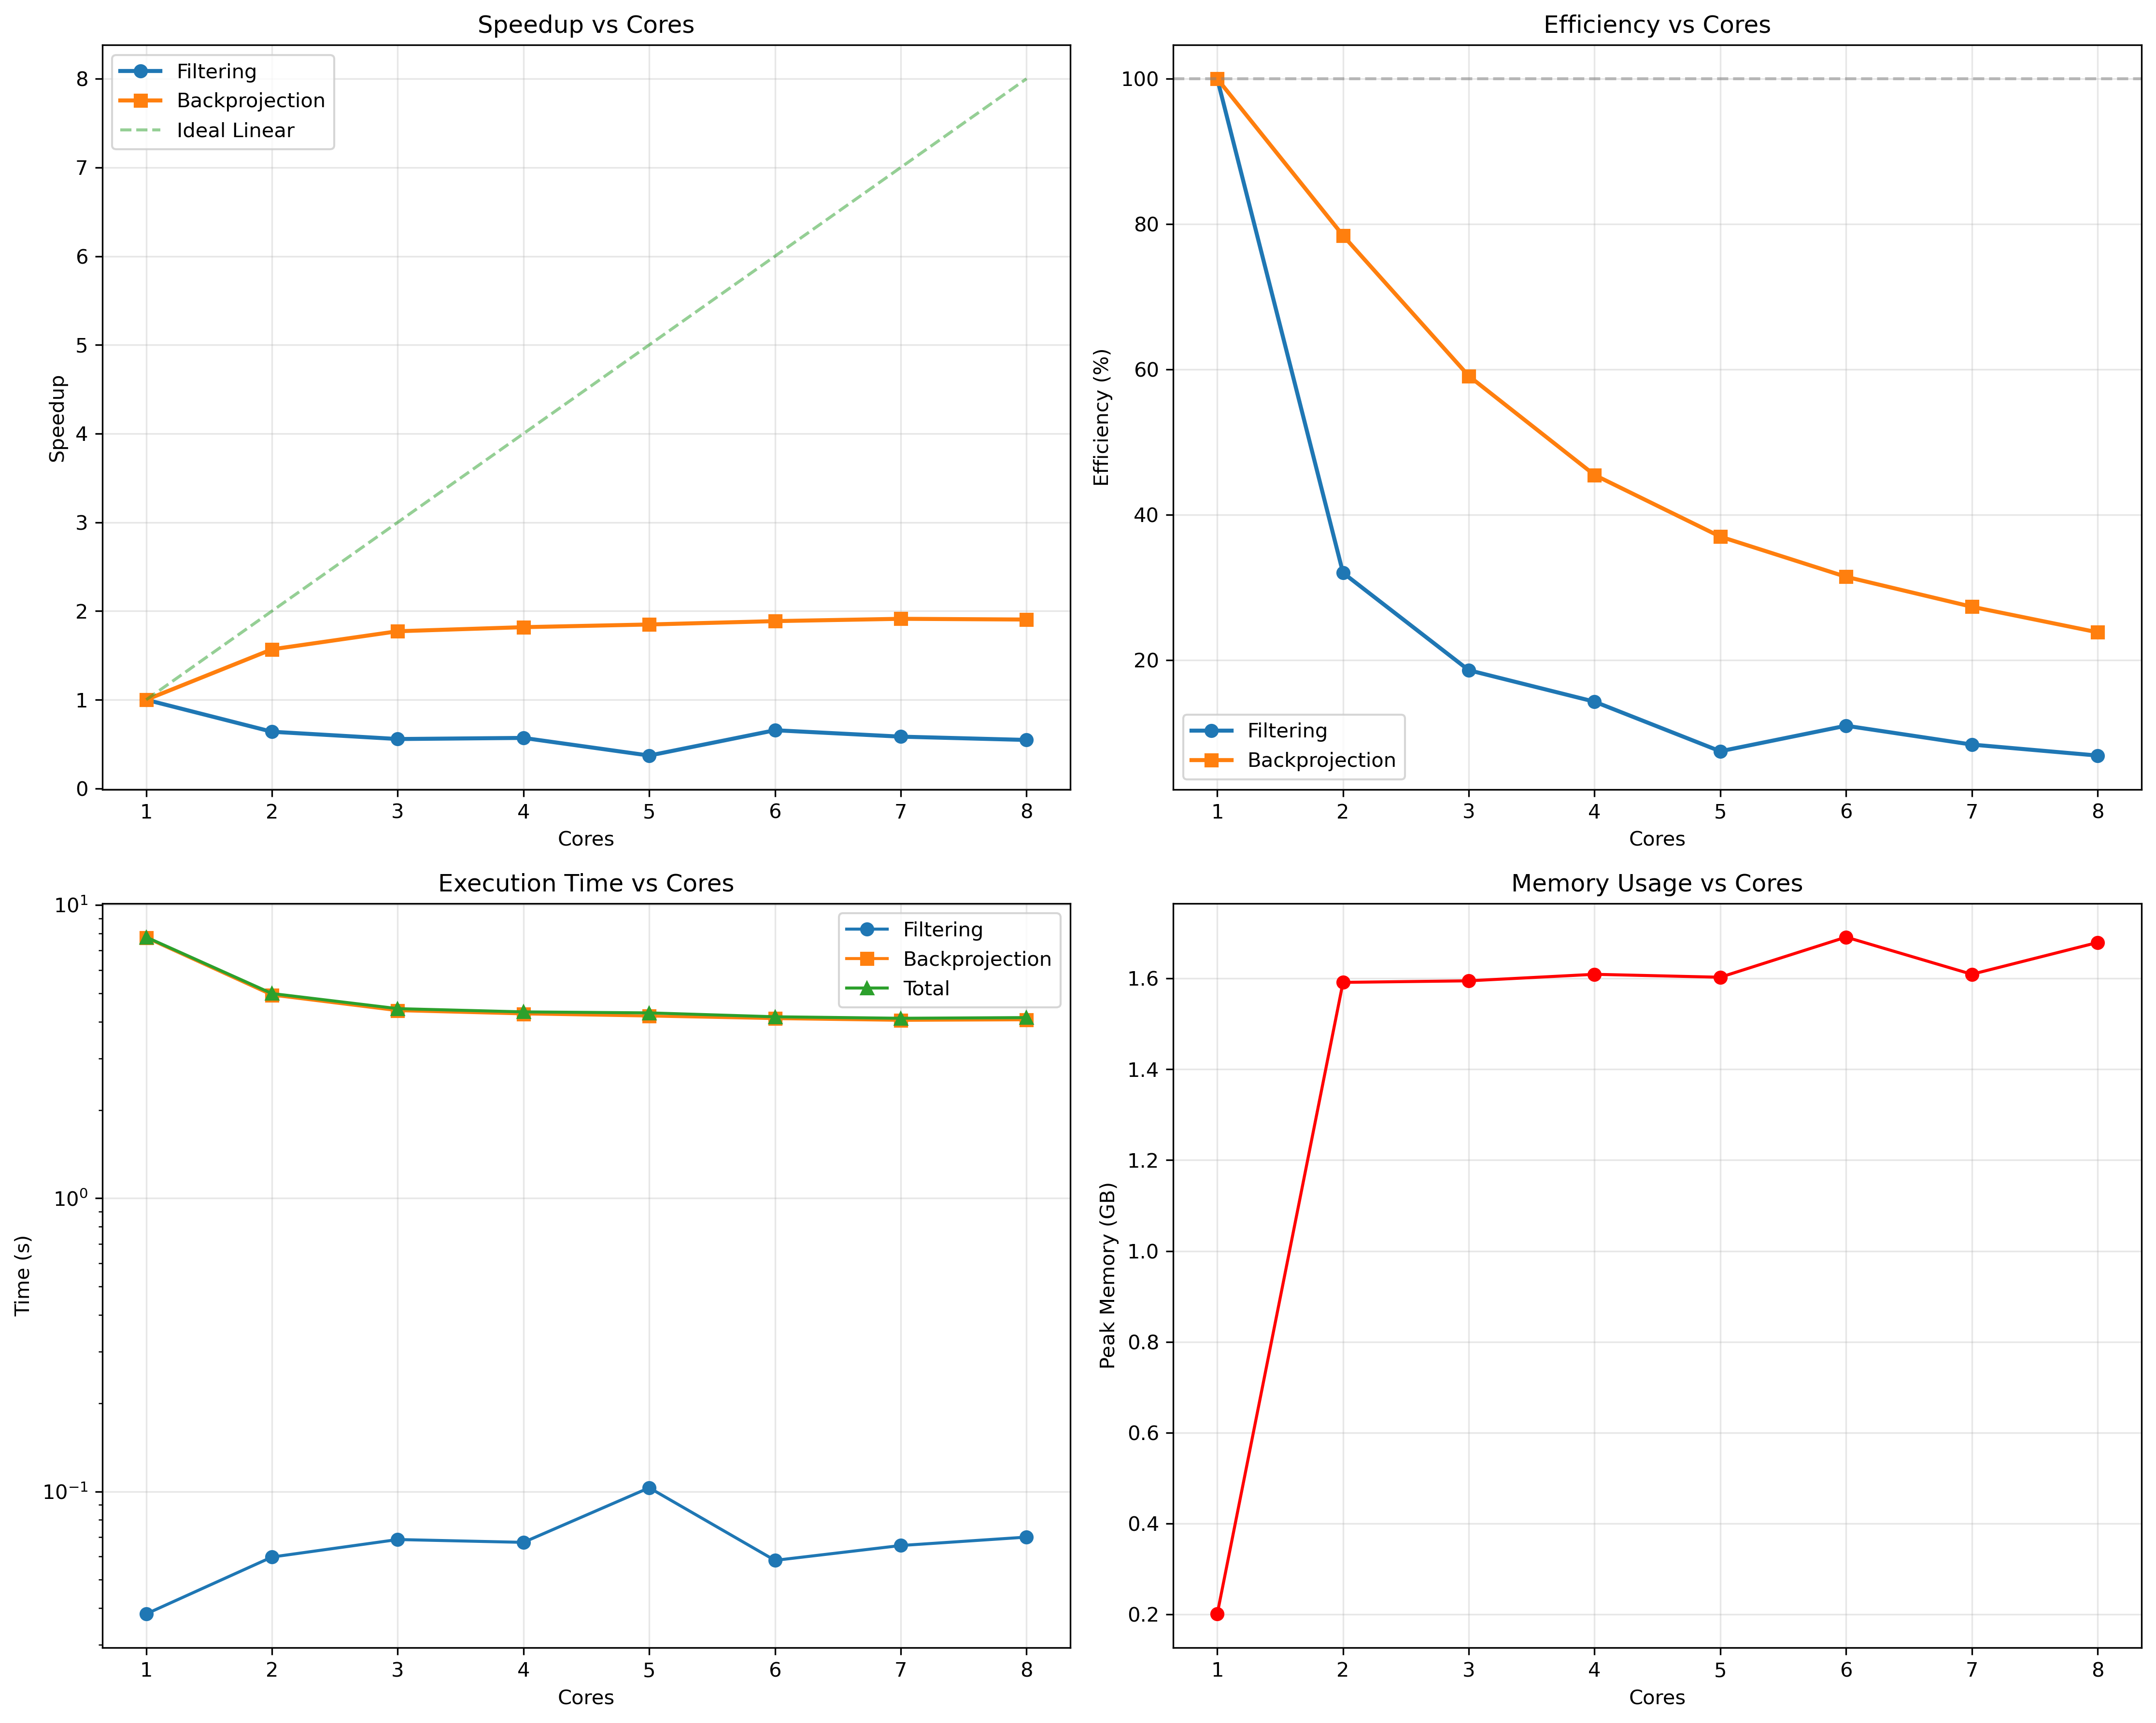 Speedup vs Cores
Speedup
8
7
6
5
4
3
2
1
0
Filtering
Backprojection
Ideal Linear
1 2 3 4 5 6 7 8
Cores
Efficiency vs Cores
Efficiency (%)
100
80
60
40
20
Filtering
Backprojection
1 2 3 4 5 6 7 8
Cores
Execution Time vs Cores
Time (s)
10¹
10⁰
10⁻¹
Filtering
Backprojection
Total
1 2 3 4 5 6 7 8
Cores
Memory Usage vs Cores
Peak Memory (GB)
1.6
1.4
1.2
1.0
0.8
0.6
0.4
0.2
1 2 3 4 5 6 7 8
Cores